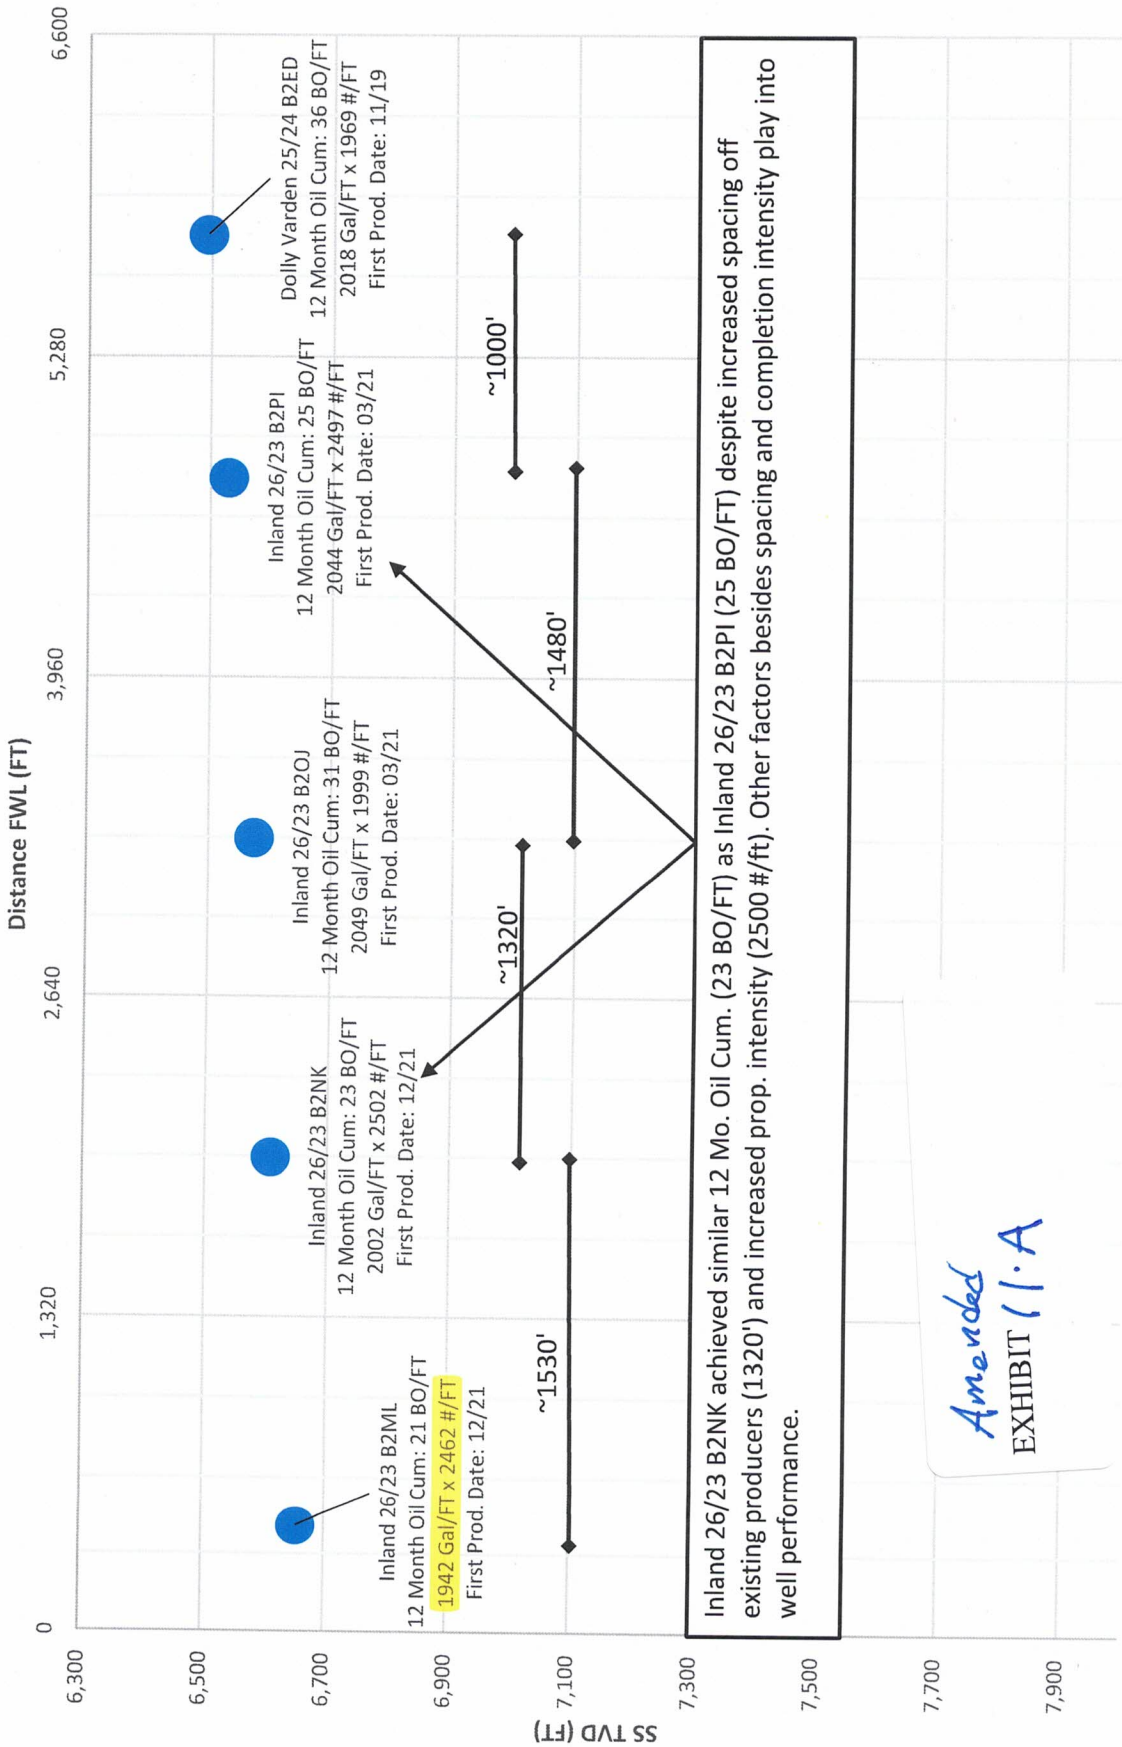 Distance FWL (FT)
0
1,320
2,640
3,960
5,280
6,600
SS TVD (FT)
6,300
6,500
6,700
6,900
7,100
7,300
7,500
7,700
7,900
Inland 26/23 B2ML
12 Month Oil Cum: 21 BO/FT
1942 Gal/FT x 2462 #/FT
First Prod. Date: 12/21
Inland 26/23 B2NK
12 Month Oil Cum: 23 BO/FT
2002 Gal/FT x 2502 #/FT
First Prod. Date: 12/21
Inland 26/23 B2OJ
12 Month Oil Cum: 31 BO/FT
2049 Gal/FT x 1999 #/FT
First Prod. Date: 03/21
Inland 26/23 B2PI
12 Month Oil Cum: 25 BO/FT
2044 Gal/FT x 2497 #/FT
First Prod. Date: 03/21
Dolly Varden 25/24 B2ED
12 Month Oil Cum: 36 BO/FT
2018 Gal/FT x 1969 #/FT
First Prod. Date: 11/19
~1530'
~1320'
~1480'
~1000'
Inland 26/23 B2NK achieved similar 12 Mo. Oil Cum. (23 BO/FT) as Inland 26/23 B2PI (25 BO/FT) despite increased spacing off
existing producers (1320') and increased prop. intensity (2500 #/ft). Other factors besides spacing and completion intensity play into
well performance.
Amended
EXHIBIT 11.A